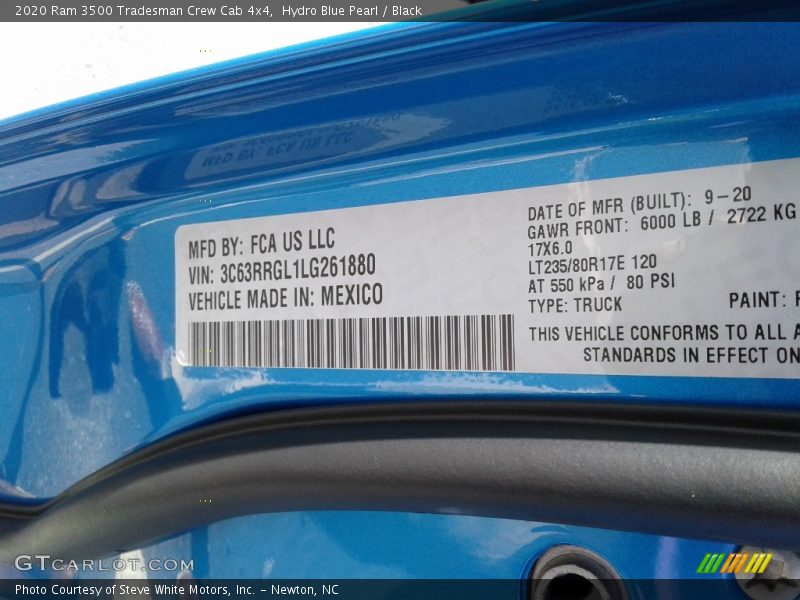 2020 Ram 3500 Tradesman Crew Cab 4x4, Hydro Blue Pearl / Black
MFD BY: FCA US LLC
VIN: 3C63RRGL1LG261880
VEHICLE MADE IN: MEXICO
DATE OF MFR (BUILT): 9-20
GAWR FRONT: 6000 LB / 2722 KG
17X6.0
LT235/80R17E 120
AT 550 kPa / 80 PSI
TYPE: TRUCK
PAINT:
THIS VEHICLE CONFORMS TO ALL
STANDARDS IN EFFECT ON
GTCARLOT.COM
Photo Courtesy of Steve White Motors, Inc. - Newton, NC